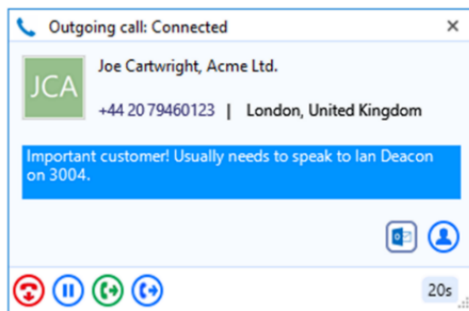 Outgoing call: Connected
JCA
Joe Cartwright, Acme Ltd.
+44 20 79460123 | London, United Kingdom
Important customer! Usually needs to speak to Ian Deacon
on 3004.
20s